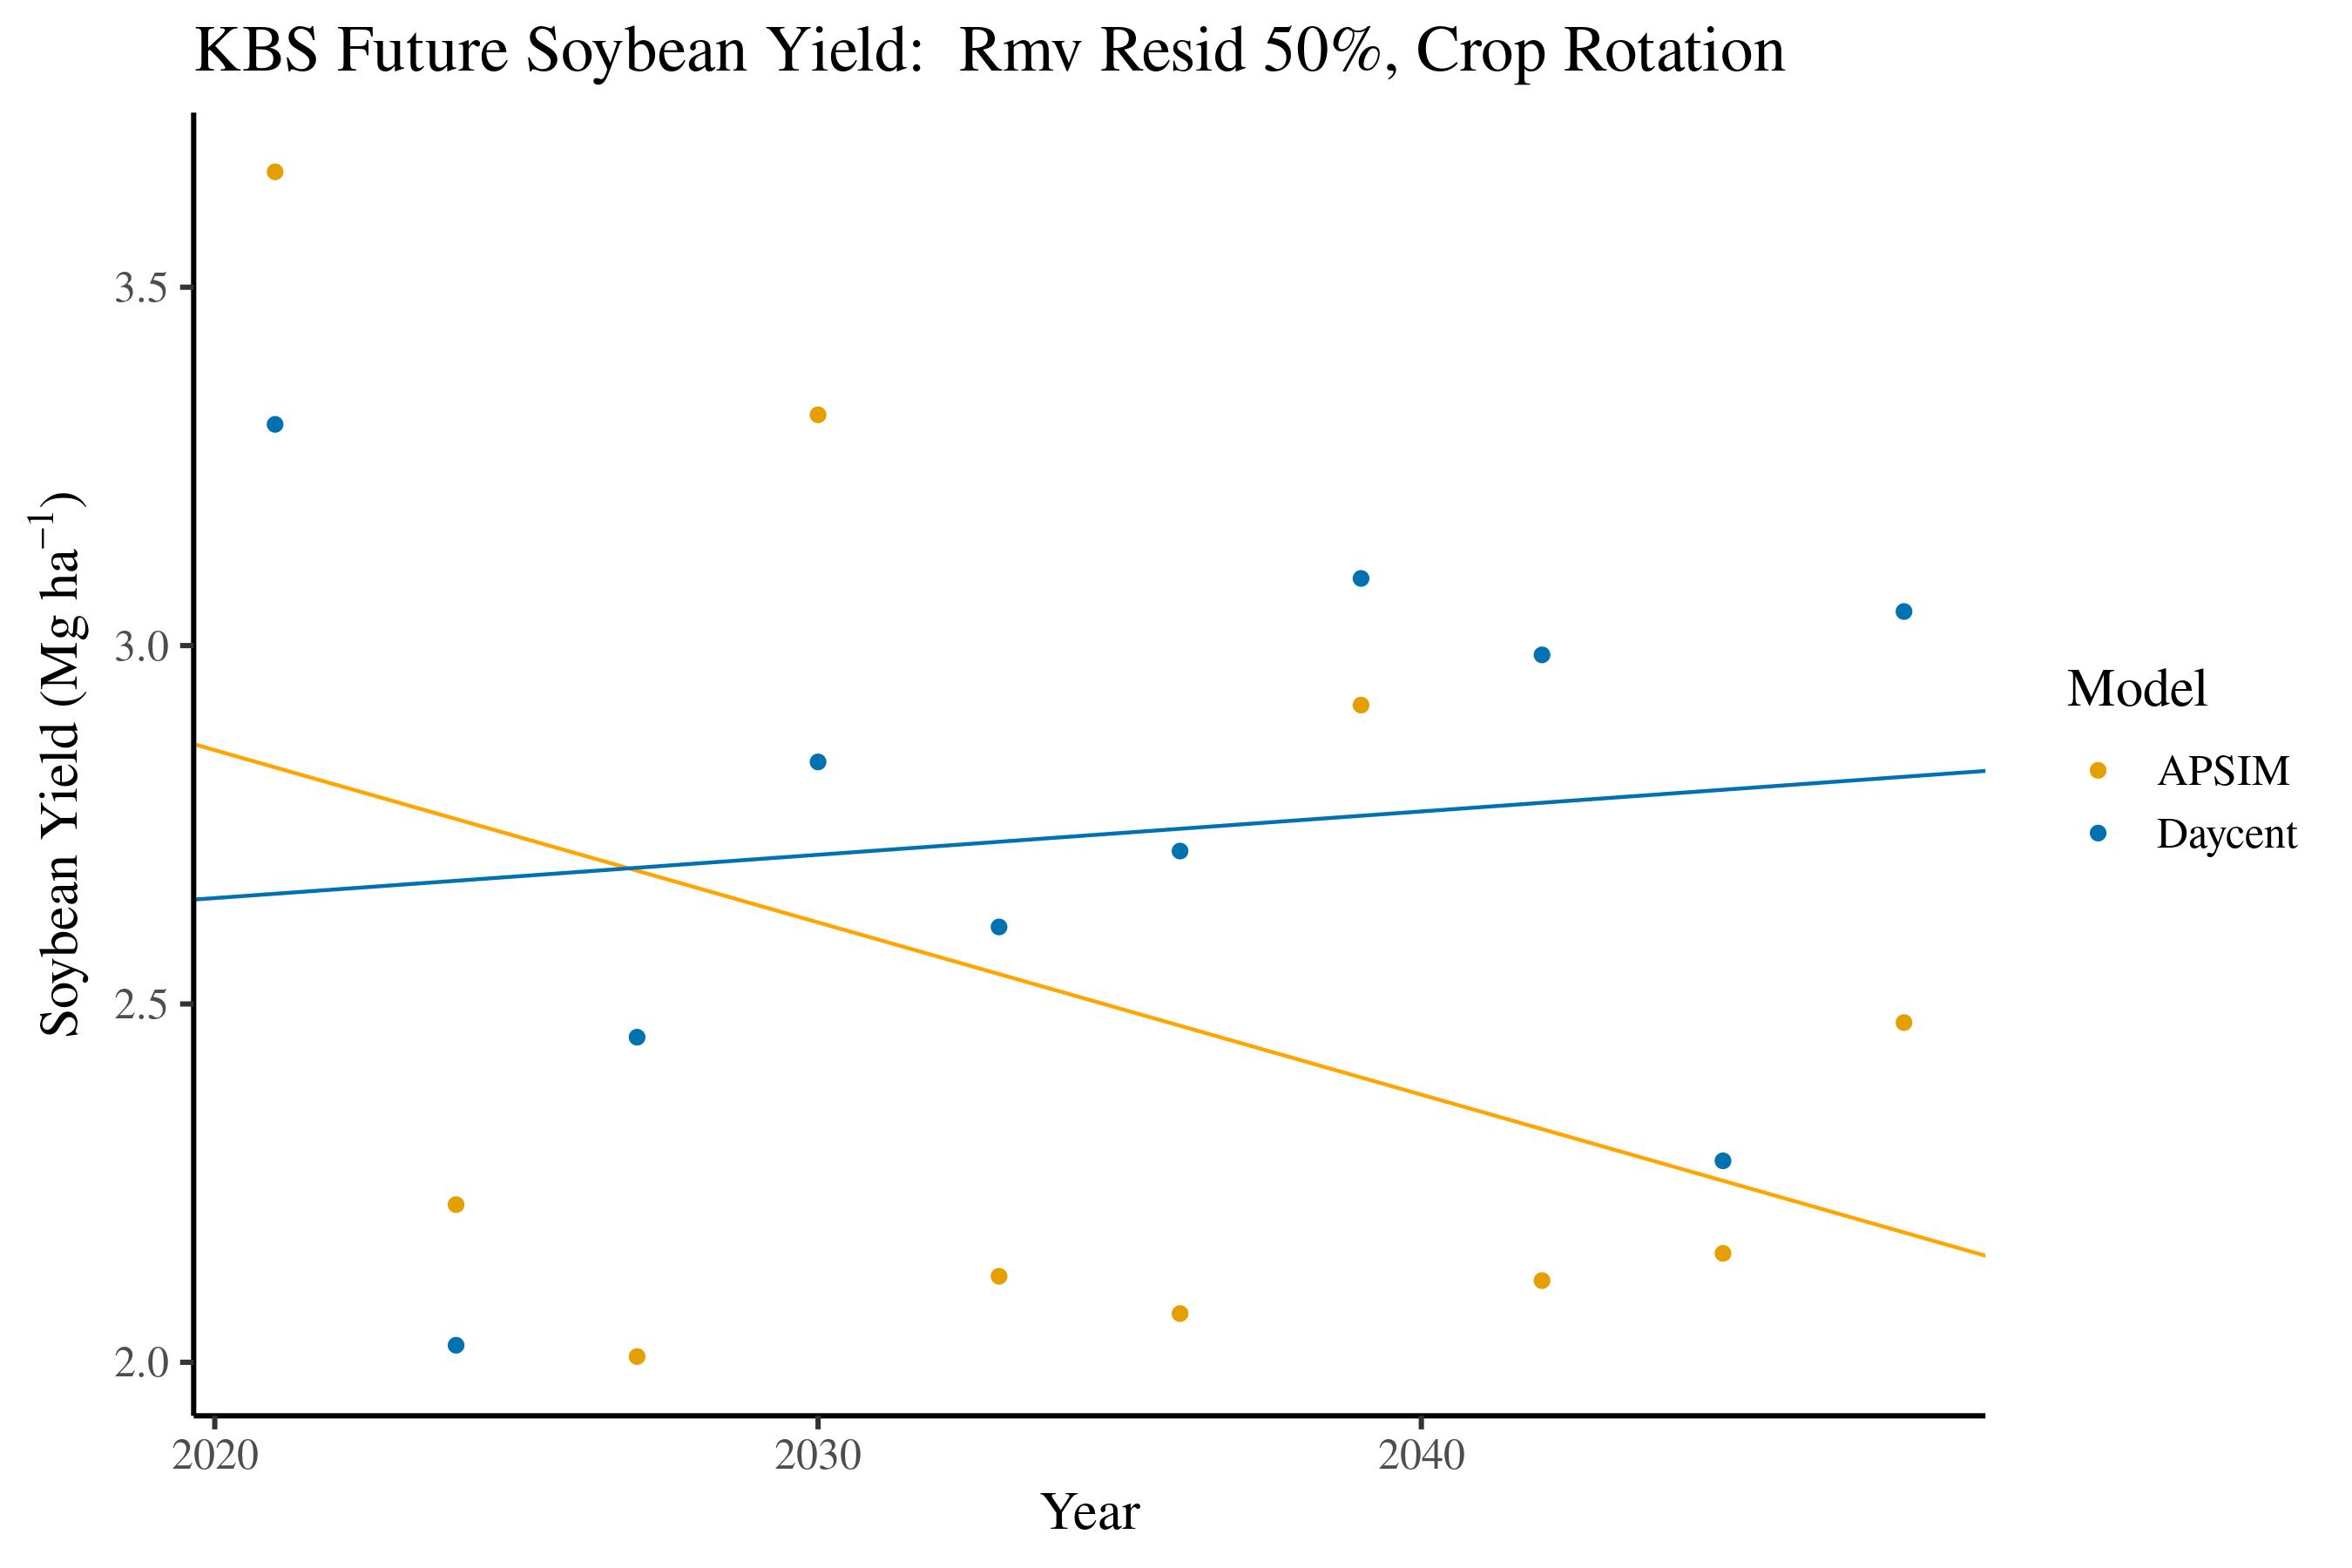 KBS Future Soybean Yield:  Rmv Resid 50%, Crop Rotation
Soybean Yield (Mg ha⁻¹)
3.5
3.0
2.5
2.0
2020
2030
2040
Year
Model
APSIM
Daycent